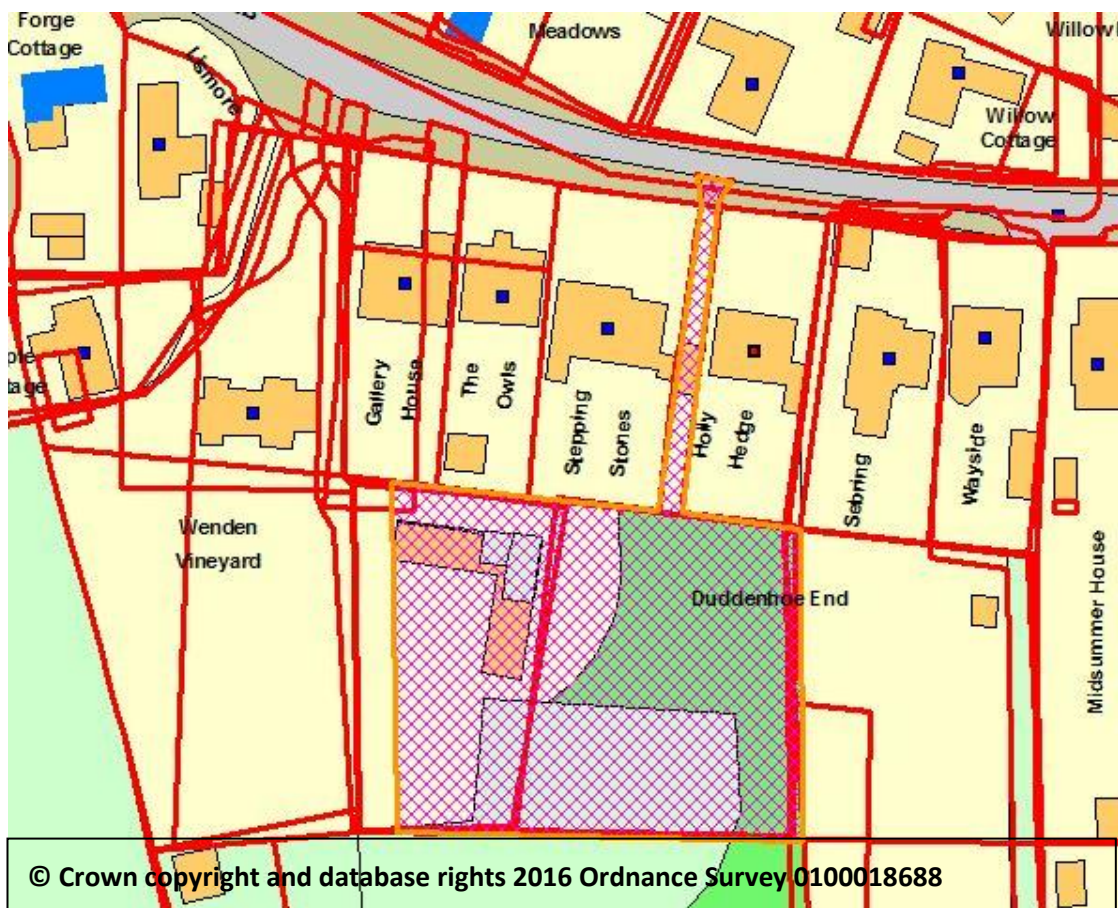 Forge
Cottage
Lismore
Meadows
Willow
Cottage
Gallery
House
The
Owls
Stepping
Stones
Holly
Hedge
Sebring
Wayside
Wenden
Vineyard
Duddenhoe End
Midsummer House
© Crown copyright and database rights 2016 Ordnance Survey 0100018688